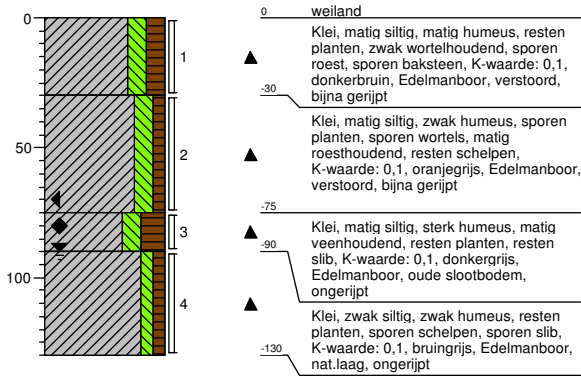 0
50
100
1
2
3
4
0 weiland
Klei, matig siltig, matig humeus, resten
planten, zwak wortelhoudend, sporen
roest, sporen baksteen, K-waarde: 0,1,
donkerbruin, Edelmanboor, verstoord,
bijna gerijpt
-30
Klei, matig siltig, zwak humeus, sporen
planten, sporen wortels, matig
roesthoudend, resten schelpen,
K-waarde: 0,1, oranjegrijs, Edelmanboor,
verstoord, bijna gerijpt
-75
Klei, matig siltig, sterk humeus, matig
veenhoudend, resten planten, resten
slib, K-waarde: 0,1, donkergrijs,
Edelmanboor, oude slootbodem,
ongerijpt
-90
Klei, zwak siltig, zwak humeus, resten
planten, sporen schelpen, sporen slib,
K-waarde: 0,1, bruingrijs, Edelmanboor,
nat.laag, ongerijpt
-130